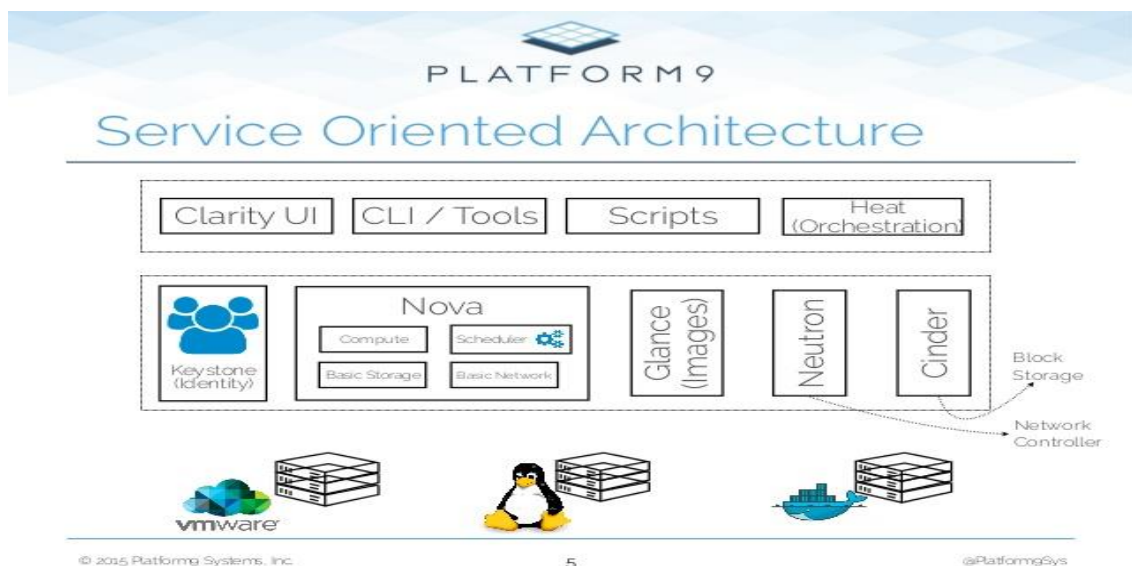 PLATFORM9
Service Oriented Architecture
Clarity UI
CLI / Tools
Scripts
Heat
(Orchestration)
Keystone
(Identity)
Nova
Compute
Scheduler
Basic Storage
Basic Network
Glance
(Images)
Neutron
Cinder
Block
Storage
Network
Controller
vmware
© 2015 Platform9 Systems, Inc.
5
@Platform9Sys